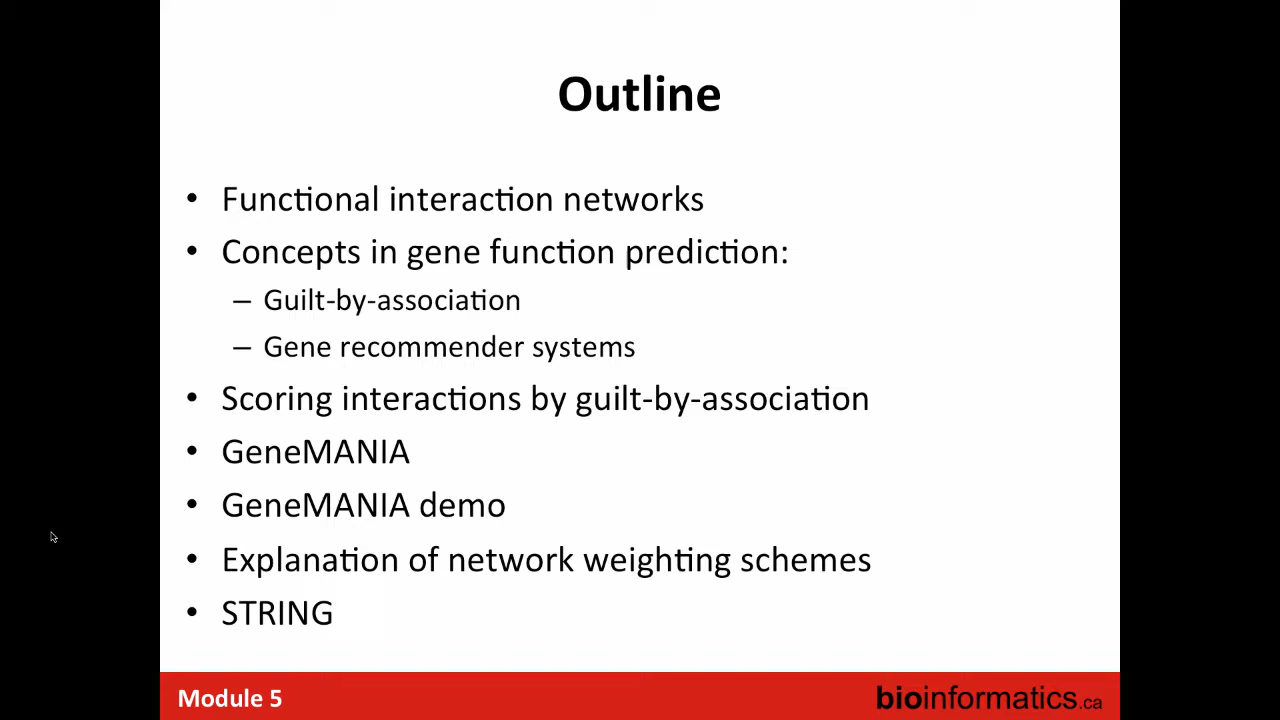 Outline
• Functional interaction networks
• Concepts in gene function prediction:
– Guilt-by-association
– Gene recommender systems
• Scoring interactions by guilt-by-association
• GeneMANIA
• GeneMANIA demo
• Explanation of network weighting schemes
• STRING
Module 5
bioinformatics.ca